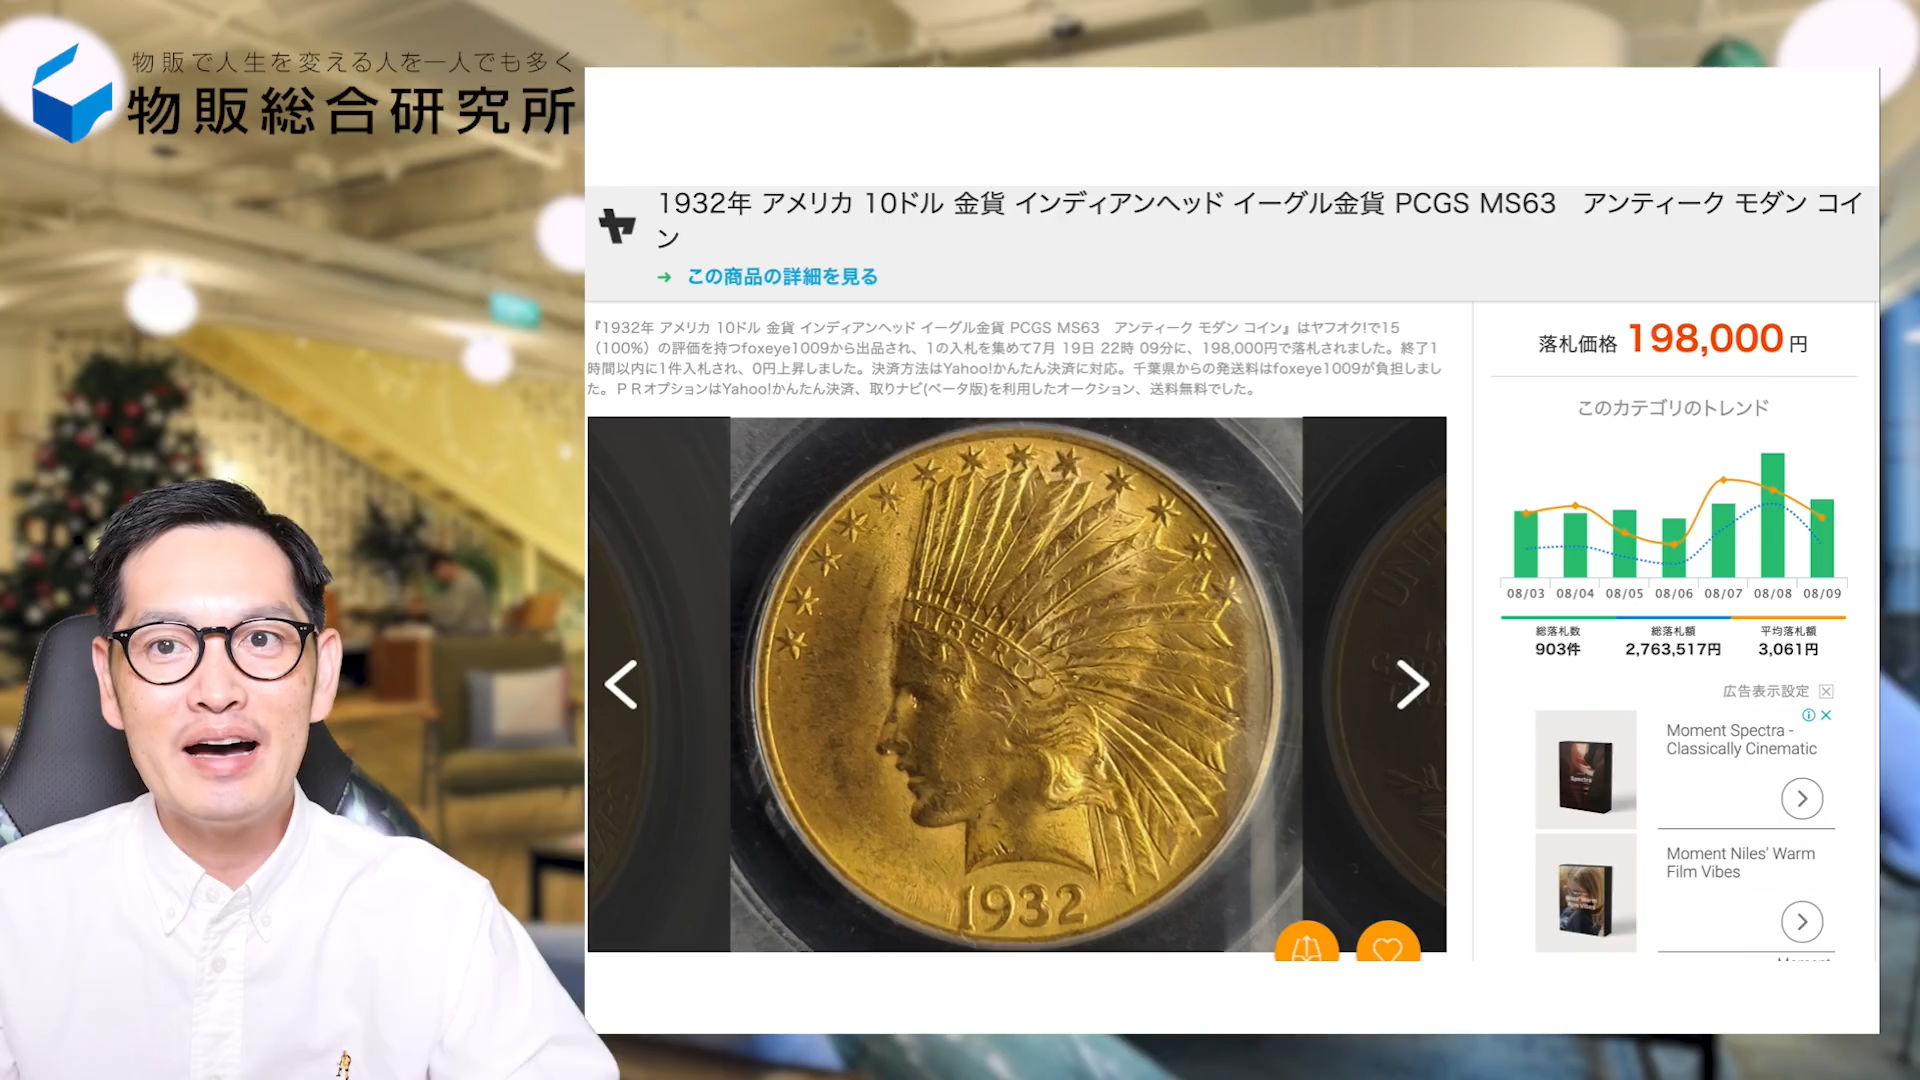 物販で人生を変える人を一人でも多く
物販総合研究所
1932年 アメリカ 10ドル 金貨 インディアンヘッド イーグル金貨 PCGS MS63　アンティーク モダン コイ
ン
→ この商品の詳細を見る
『1932年 アメリカ 10ドル 金貨 インディアンヘッド イーグル金貨 PCGS MS63　アンティーク モダン コイン』はヤフオク!で15
（100%）の評価を持つfoxeye1009から出品され、1の入札を集めて7月 19日 22時 09分に、198,000円で落札されました。終了1
時間以内に1件入札され、0円上昇しました。決済方法はYahoo!かんたん決済に対応。千葉県からの発送料はfoxeye1009が負担しまし
た。ＰＲオプションはYahoo!かんたん決済、取りナビ(ベータ版)を利用したオークション、送料無料でした。
LIBERTY
1932
落札価格 198,000 円
このカテゴリのトレンド
08/03 08/04 08/05 08/06 08/07 08/08 08/09
総落札数 総落札額 平均落札額
903件 2,763,517円 3,061円
広告表示設定
Moment Spectra -
Classically Cinematic
Spectra
Moment Niles' Warm
Film Vibes